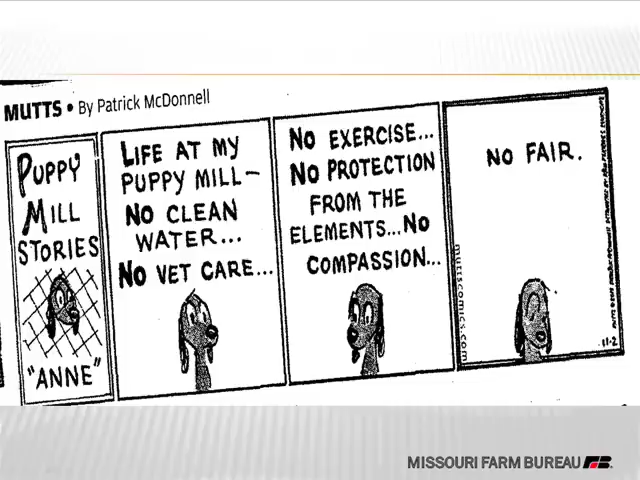 MUTTS • By Patrick McDonnell
PUPPY
MILL
STORIES
"ANNE"
LIFE AT MY
PUPPY MILL—
NO CLEAN
WATER...
NO VET CARE...
NO EXERCISE...
NO PROTECTION
FROM THE
ELEMENTS...NO
COMPASSION...
muttscomics.com
NO FAIR.
11-2
MISSOURI FARM BUREAU FB